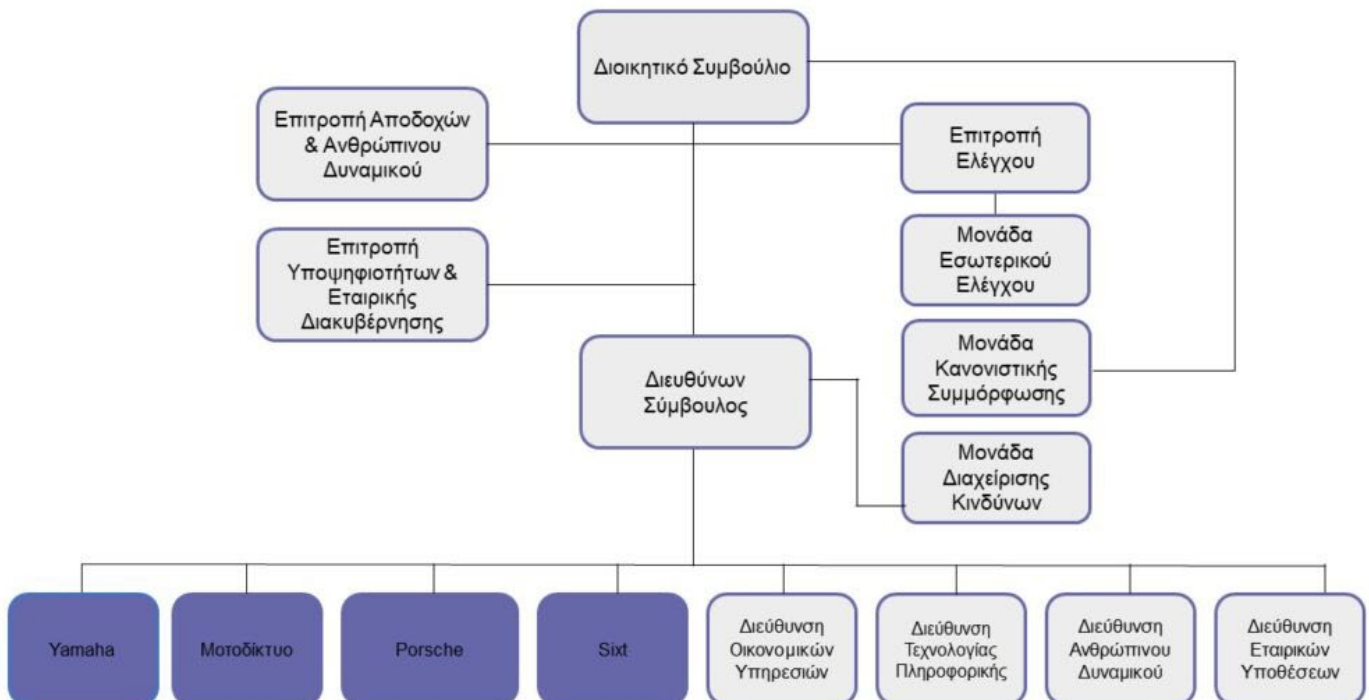 Διοικητικό Συμβούλιο
Επιτροπή Αποδοχών
& Ανθρώπινου
Δυναμικού
Επιτροπή
Ελέγχου
Επιτροπή
Υποψηφιοτήτων &
Εταιρικής
Διακυβέρνησης
Μονάδα
Εσωτερικού
Ελέγχου
Διευθύνων
Σύμβουλος
Μονάδα
Κανονιστικής
Συμμόρφωσης
Μονάδα
Διαχείρισης
Κινδύνων
Yamaha
Μοτοδίκτυο
Porsche
Sixt
Διεύθυνση
Οικονομικών
Υπηρεσιών
Διεύθυνση
Τεχνολογίας
Πληροφορικής
Διεύθυνση
Ανθρώπινου
Δυναμικού
Διεύθυνση
Εταιρικών
Υποθέσεων